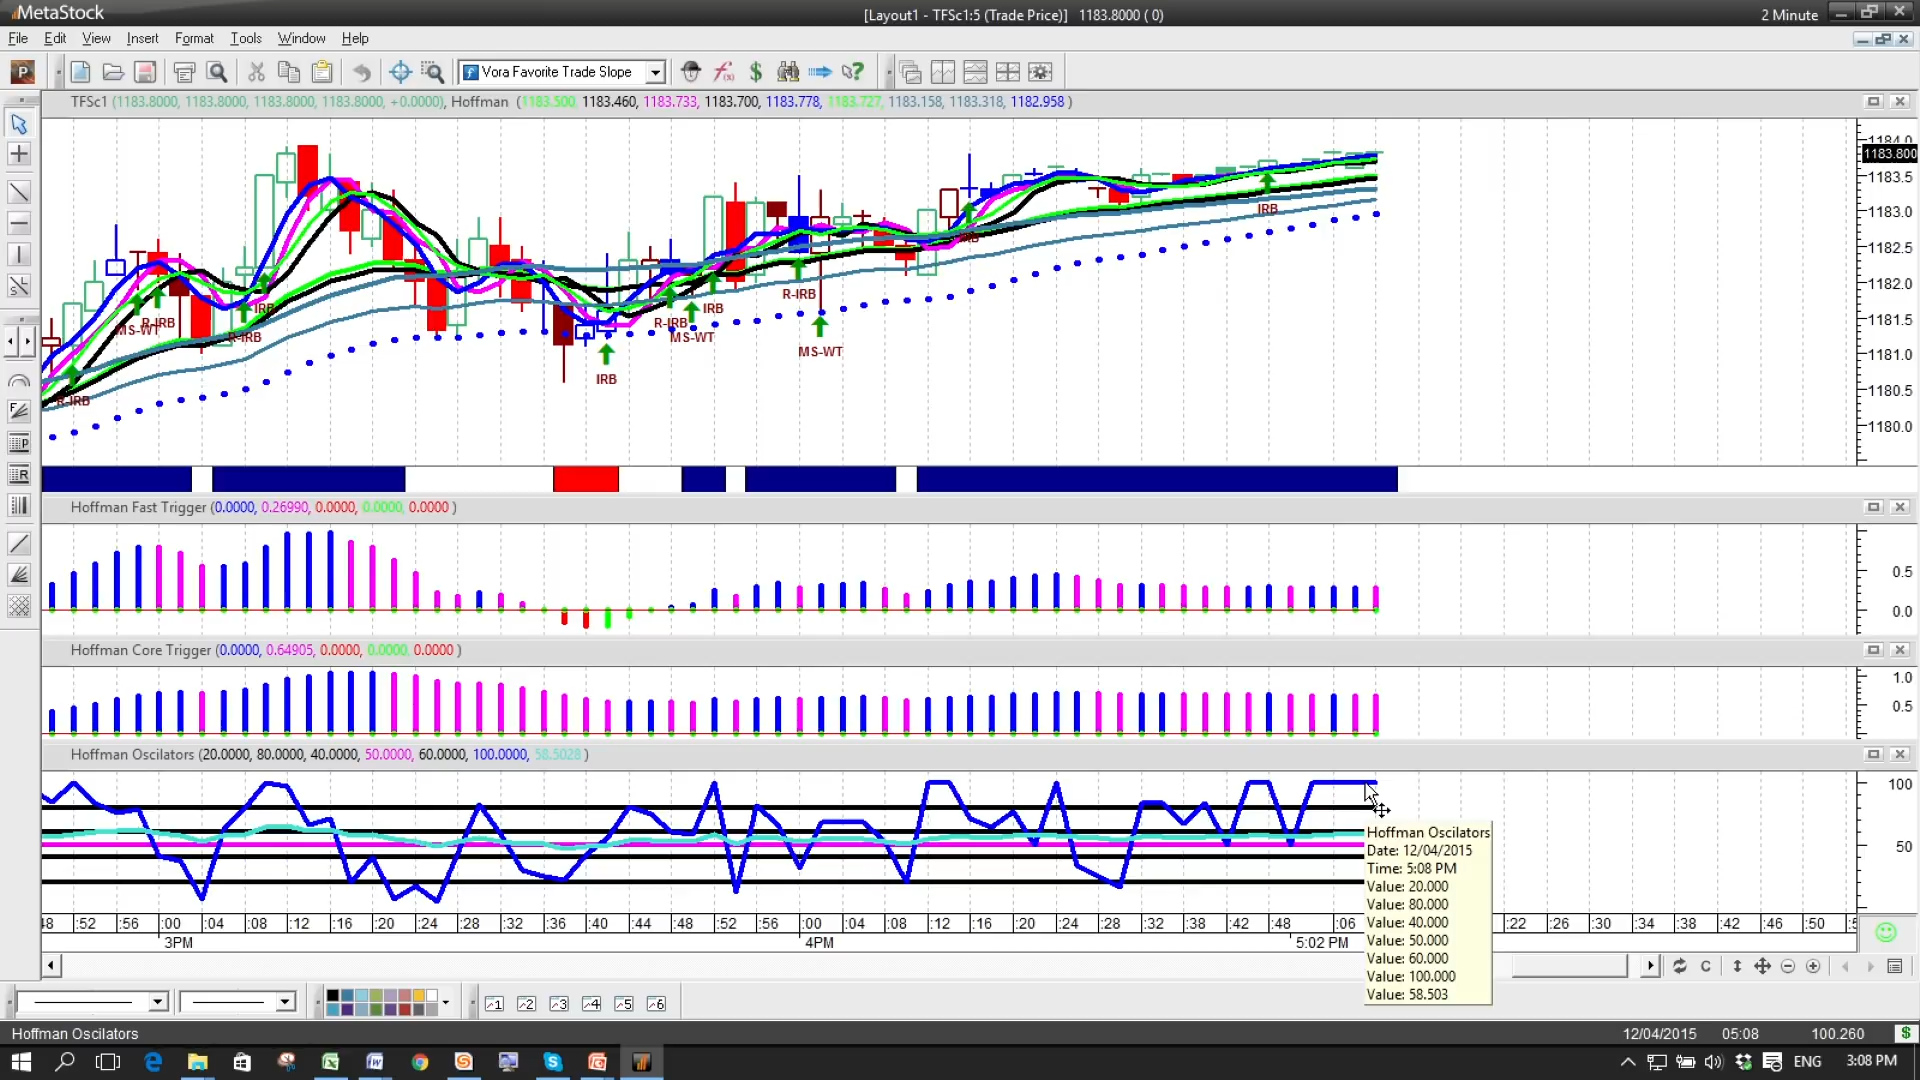 MetaStock
[Layout1 - TFSc1:5 (Trade Price)] 1183.8000 ( 0)
2 Minute
File Edit View Insert Format Tools Window Help
Vora Favorite Trade Slope
TFSc1 (1183.8000, 1183.8000, 1183.8000, 1183.8000, +0.0000), Hoffman (1183.500, 1183.460, 1183.733, 1183.700, 1183.778, 1183.727, 1183.158, 1183.318, 1182.958 )
1184.0
1183.800
1183.5
1183.0
1182.5
1182.0
1181.5
1181.0
1180.5
1180.0
R-IRB
MS-WT
R-IRB
R-IRB
IRB
IRB
R-IRB
MS-WT
IRB
R-IRB
MS-WT
IRB
IRB
Hoffman Fast Trigger (0.0000, 0.26990, 0.0000, 0.0000, 0.0000 )
0.5
0.0
Hoffman Core Trigger (0.0000, 0.64905, 0.0000, 0.0000, 0.0000 )
1.0
0.5
Hoffman Oscilators (20.0000, 80.0000, 40.0000, 50.0000, 60.0000, 100.0000, 58.5028 )
100
50
Hoffman Oscilators
Date: 12/04/2015
Time: 5:08 PM
Value: 20.000
Value: 80.000
Value: 40.000
Value: 50.000
Value: 60.000
Value: 100.000
Value: 58.503
48 :52 :56 :00 :04 :08 :12 :16 :20 :24 :28 :32 :36 :40 :44 :48 :52 :56 :00 :04 :08 :12 :16 :20 :24 :28 :32 :36 :42 :48 :06 :22 :26 :30 :34 :38 :42 :46 :50
3PM 4PM 5:02 PM
1 2 3 4 5 6
Hoffman Oscilators
12/04/2015 05:08 100.260
ENG 3:08 PM